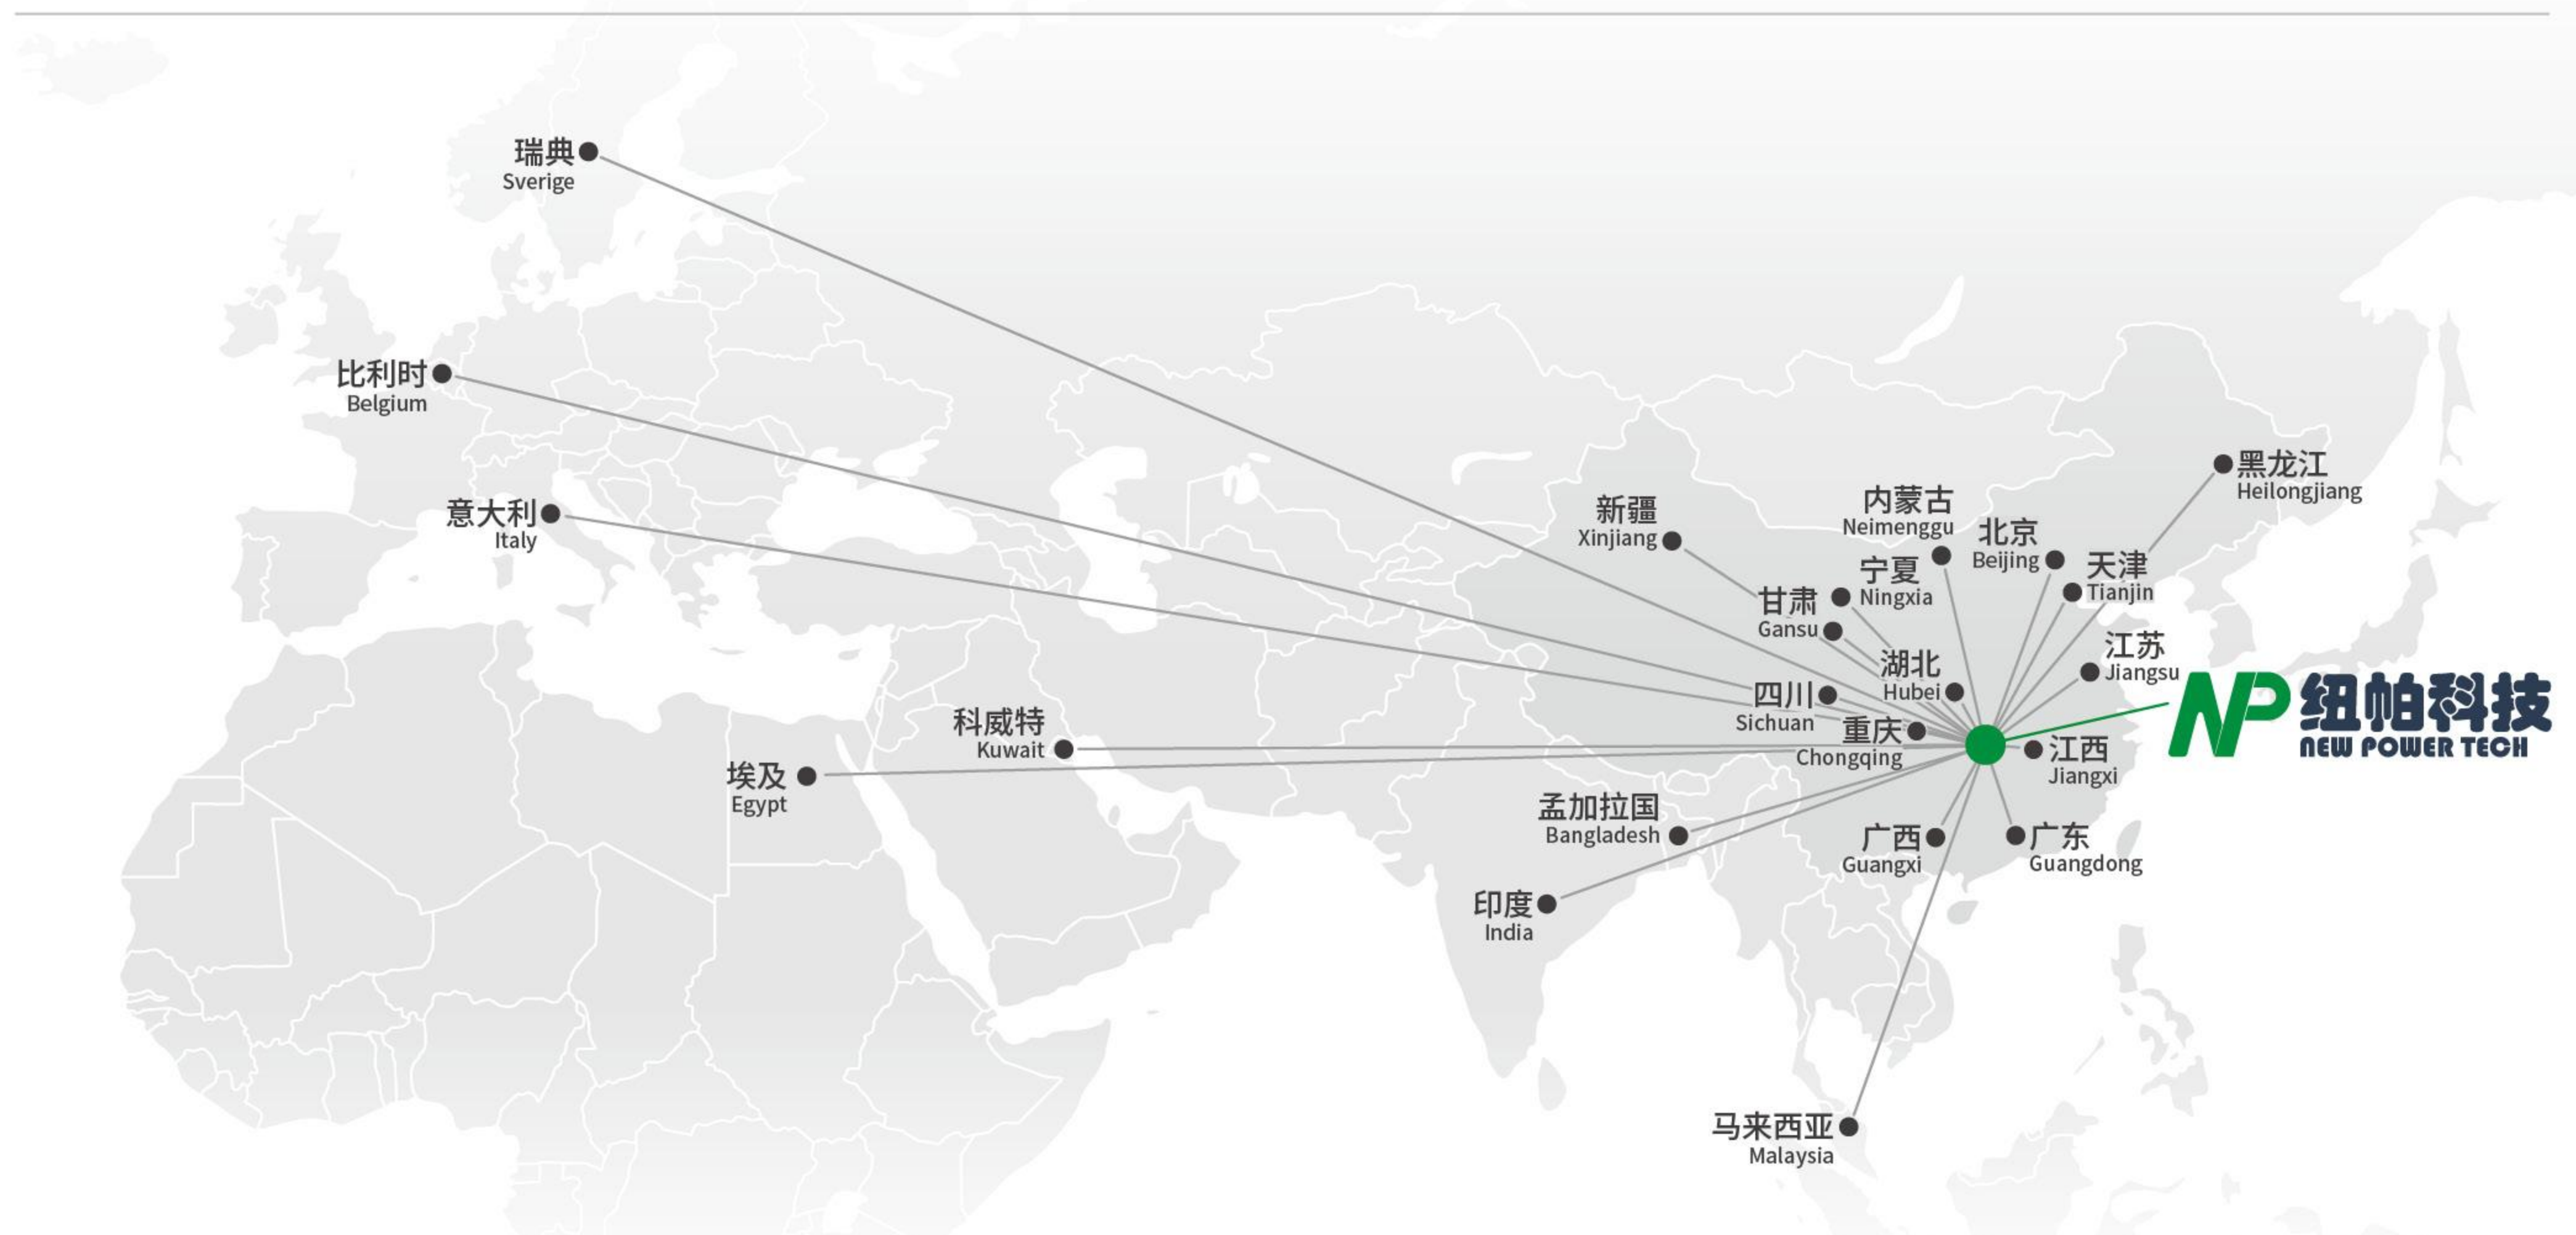 瑞典
Sverige
比利时
Belgium
意大利
Italy
科威特
Kuwait
埃及
Egypt
孟加拉国
Bangladesh
印度
India
马来西亚
Malaysia
新疆
Xinjiang
内蒙古
Neimenggu
北京
Beijing
黑龙江
Heilongjiang
天津
Tianjin
宁夏
Ningxia
甘肃
Gansu
湖北
Hubei
江苏
Jiangsu
四川
Sichuan
重庆
Chongqing
江西
Jiangxi
广西
Guangxi
广东
Guangdong
NP 纽帕科技
NEW POWER TECH